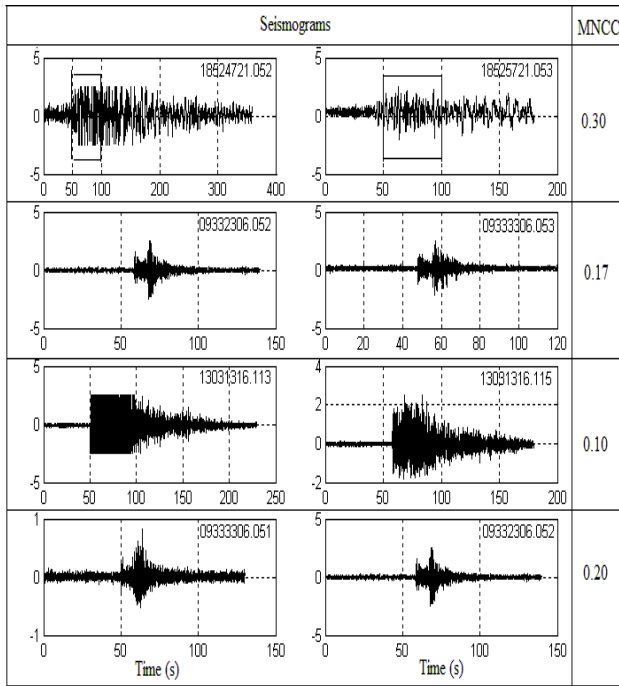 Seismograms MNCC
5 18524721.052 5 18525721.053
0 0 0.30
-5 -5
0 50 100 200 300 400 0 50 100 150 200
5 09332306.052 5 09333306.053
0 0 0.17
-5 -5
0 50 100 150 0 20 40 60 80 100 120
5 13031316.113 4 13031316.115
2
0 0 0.10
-5 -2
0 50 100 150 200 250 0 50 100 150 200
1 09333306.051 5 09332306.052
0 0 0.20
-1 -5
0 50 100 150 0 50 100 150
Time (s) Time (s)